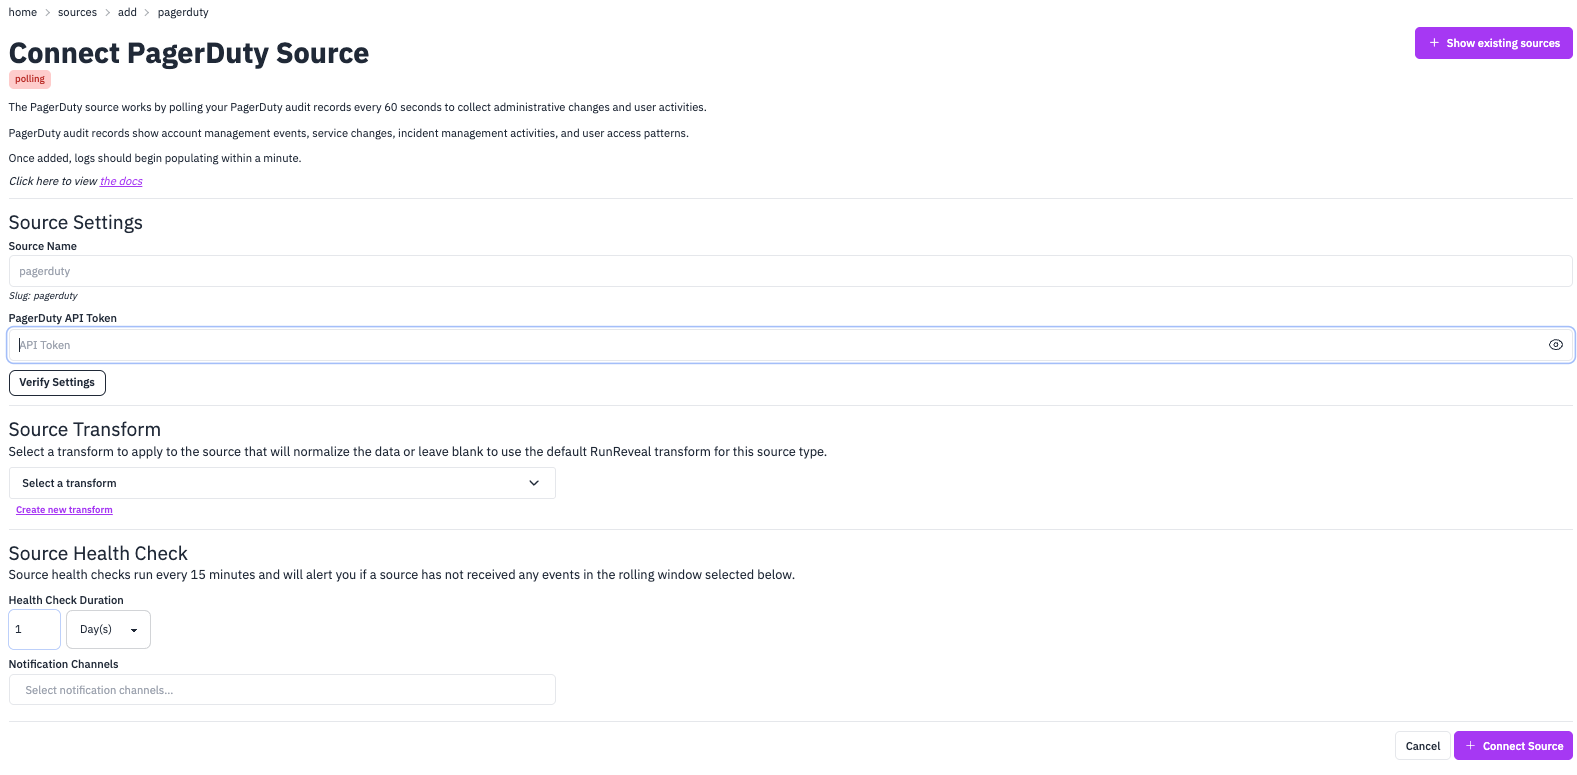 home > sources > add > pagerduty
Connect PagerDuty Source
+ Show existing sources
polling
The PagerDuty source works by polling your PagerDuty audit records every 60 seconds to collect administrative changes and user activities.
PagerDuty audit records show account management events, service changes, incident management activities, and user access patterns.
Once added, logs should begin populating within a minute.
Click here to view the docs
Source Settings
Source Name
pagerduty
Slug: pagerduty
PagerDuty API Token
API Token
Verify Settings
Source Transform
Select a transform to apply to the source that will normalize the data or leave blank to use the default RunReveal transform for this source type.
Select a transform
Create new transform
Source Health Check
Source health checks run every 15 minutes and will alert you if a source has not received any events in the rolling window selected below.
Health Check Duration
1 Day(s)
Notification Channels
Select notification channels...
Cancel + Connect Source